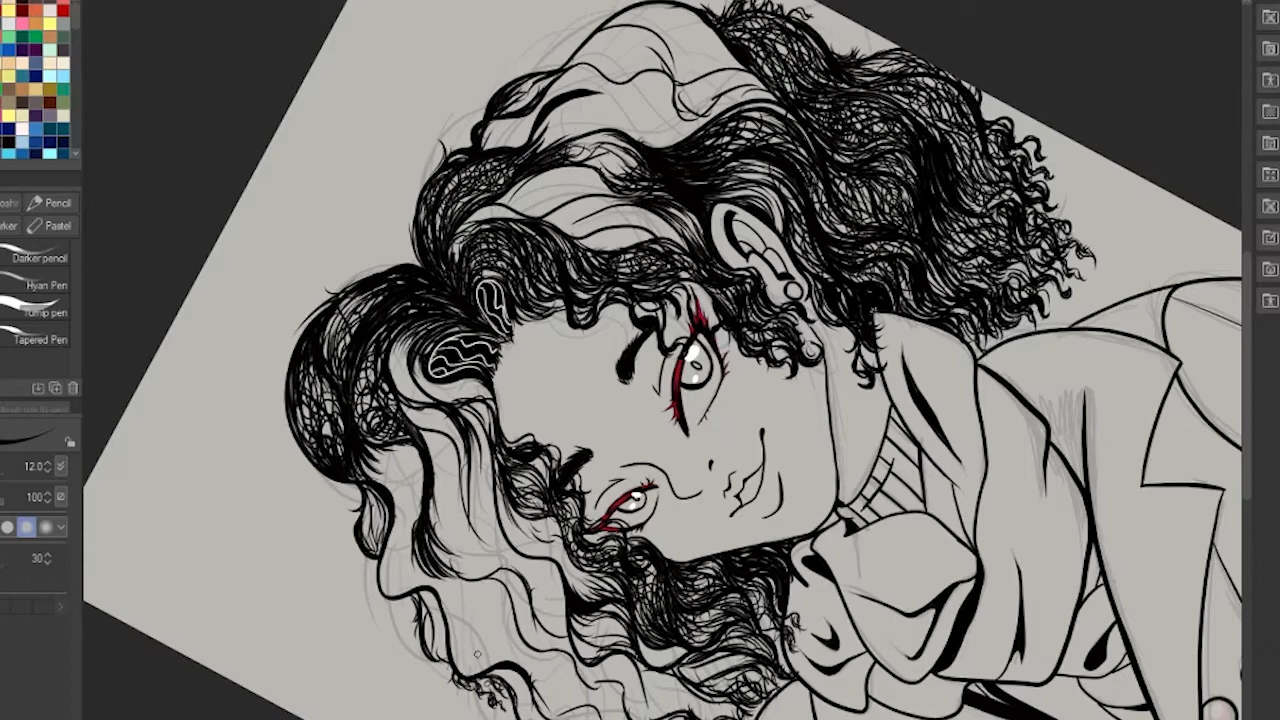 Pencil
Pastel
Darker pencil
Hyan Pen
Turnip pen
Tapered Pen
12.0
100
30